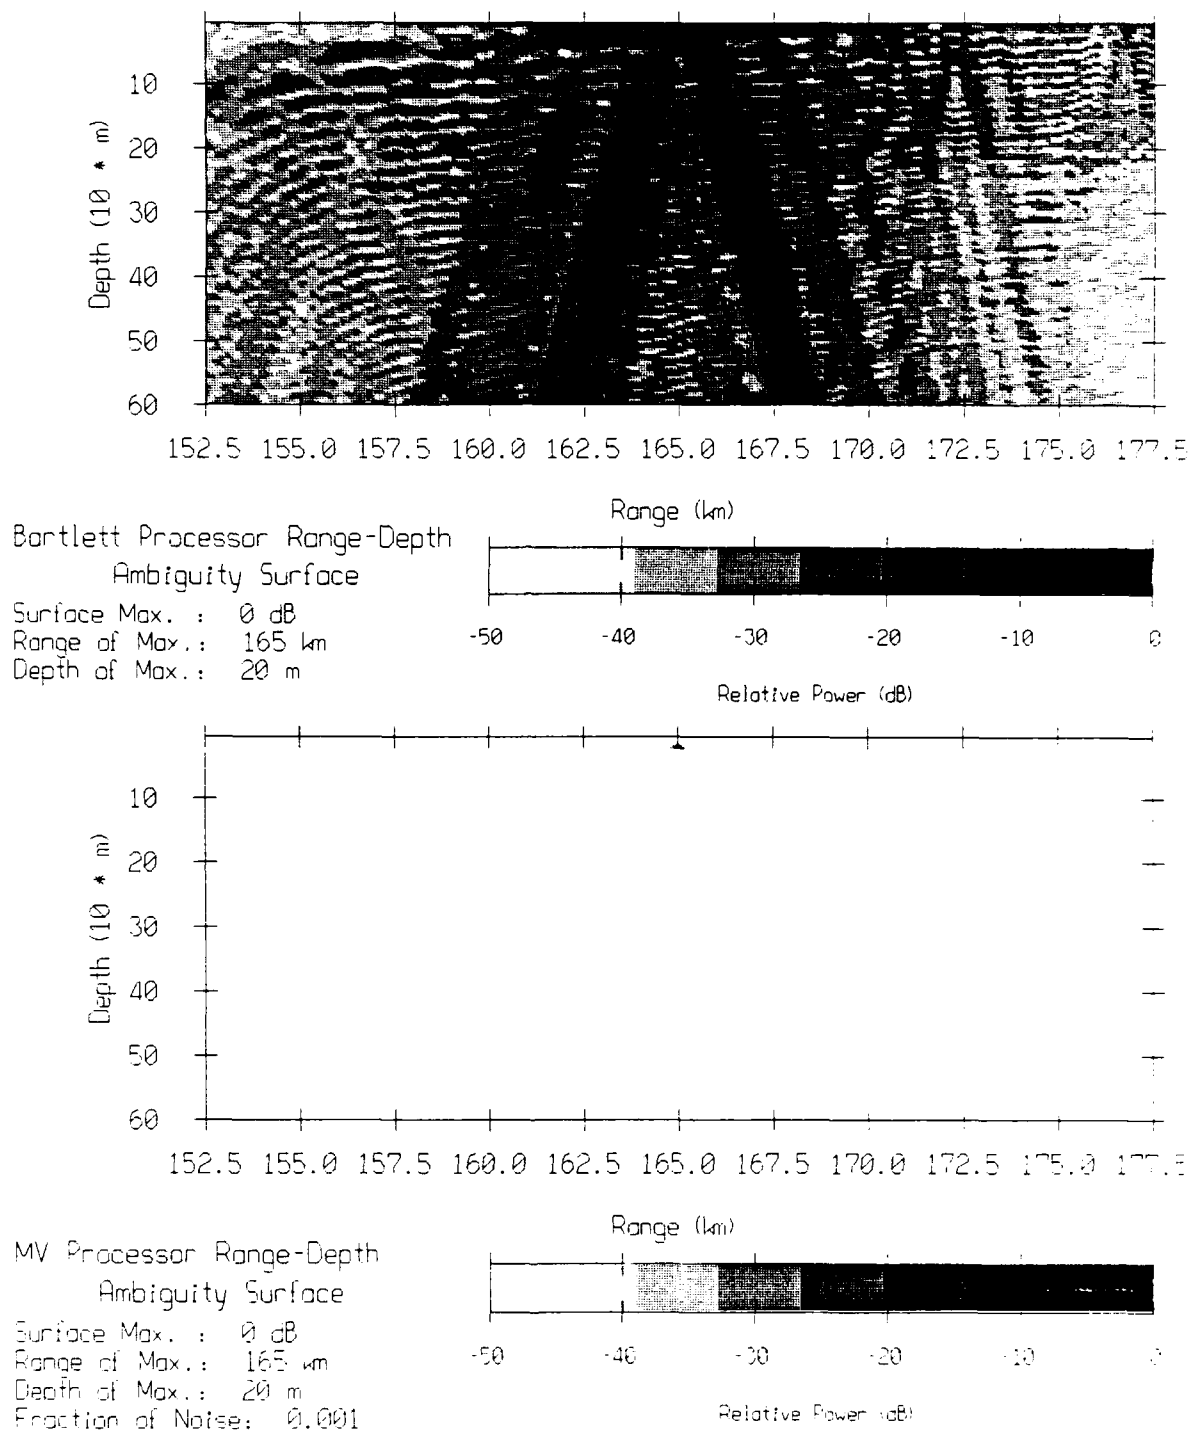 10
20
30
40
50
60
Depth (10 * m)
152.5 155.0 157.5 160.0 162.5 165.0 167.5 170.0 172.5 175.0 177.5
Range (km)
Bartlett Processor Range-Depth
Ambiguity Surface
Surface Max. : 0 dB
Range of Max.: 165 km
Depth of Max.: 20 m
-50 -40 -30 -20 -10 0
Relative Power (dB)
10
20
30
40
50
60
Depth (10 * m)
152.5 155.0 157.5 160.0 162.5 165.0 167.5 170.0 172.5 175.0 177.5
Range (km)
MV Processor Range-Depth
Ambiguity Surface
Surface Max. : 0 dB
Range of Max.: 165 km
Depth of Max.: 20 m
Fraction of Noise: 0.001
-50 -40 -30 -20 -10 0
Relative Power (dB)